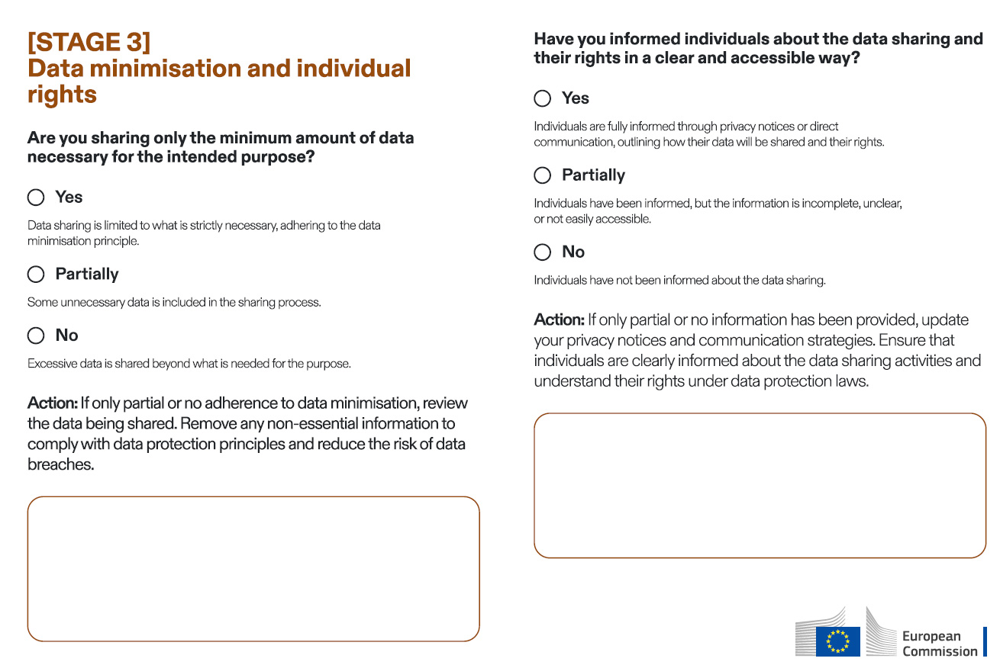 [STAGE 3]
Data minimisation and individual
rights
Are you sharing only the minimum amount of data
necessary for the intended purpose?
Yes
Data sharing is limited to what is strictly necessary, adhering to the data
minimisation principle.
Partially
Some unnecessary data is included in the sharing process.
No
Excessive data is shared beyond what is needed for the purpose.
Action: If only partial or no adherence to data minimisation, review
the data being shared. Remove any non-essential information to
comply with data protection principles and reduce the risk of data
breaches.
Have you informed individuals about the data sharing and
their rights in a clear and accessible way?
Yes
Individuals are fully informed through privacy notices or direct
communication, outlining how their data will be shared and their rights.
Partially
Individuals have been informed, but the information is incomplete, unclear,
or not easily accessible.
No
Individuals have not been informed about the data sharing.
Action: If only partial or no information has been provided, update
your privacy notices and communication strategies. Ensure that
individuals are clearly informed about the data sharing activities and
understand their rights under data protection laws.
European
Commission